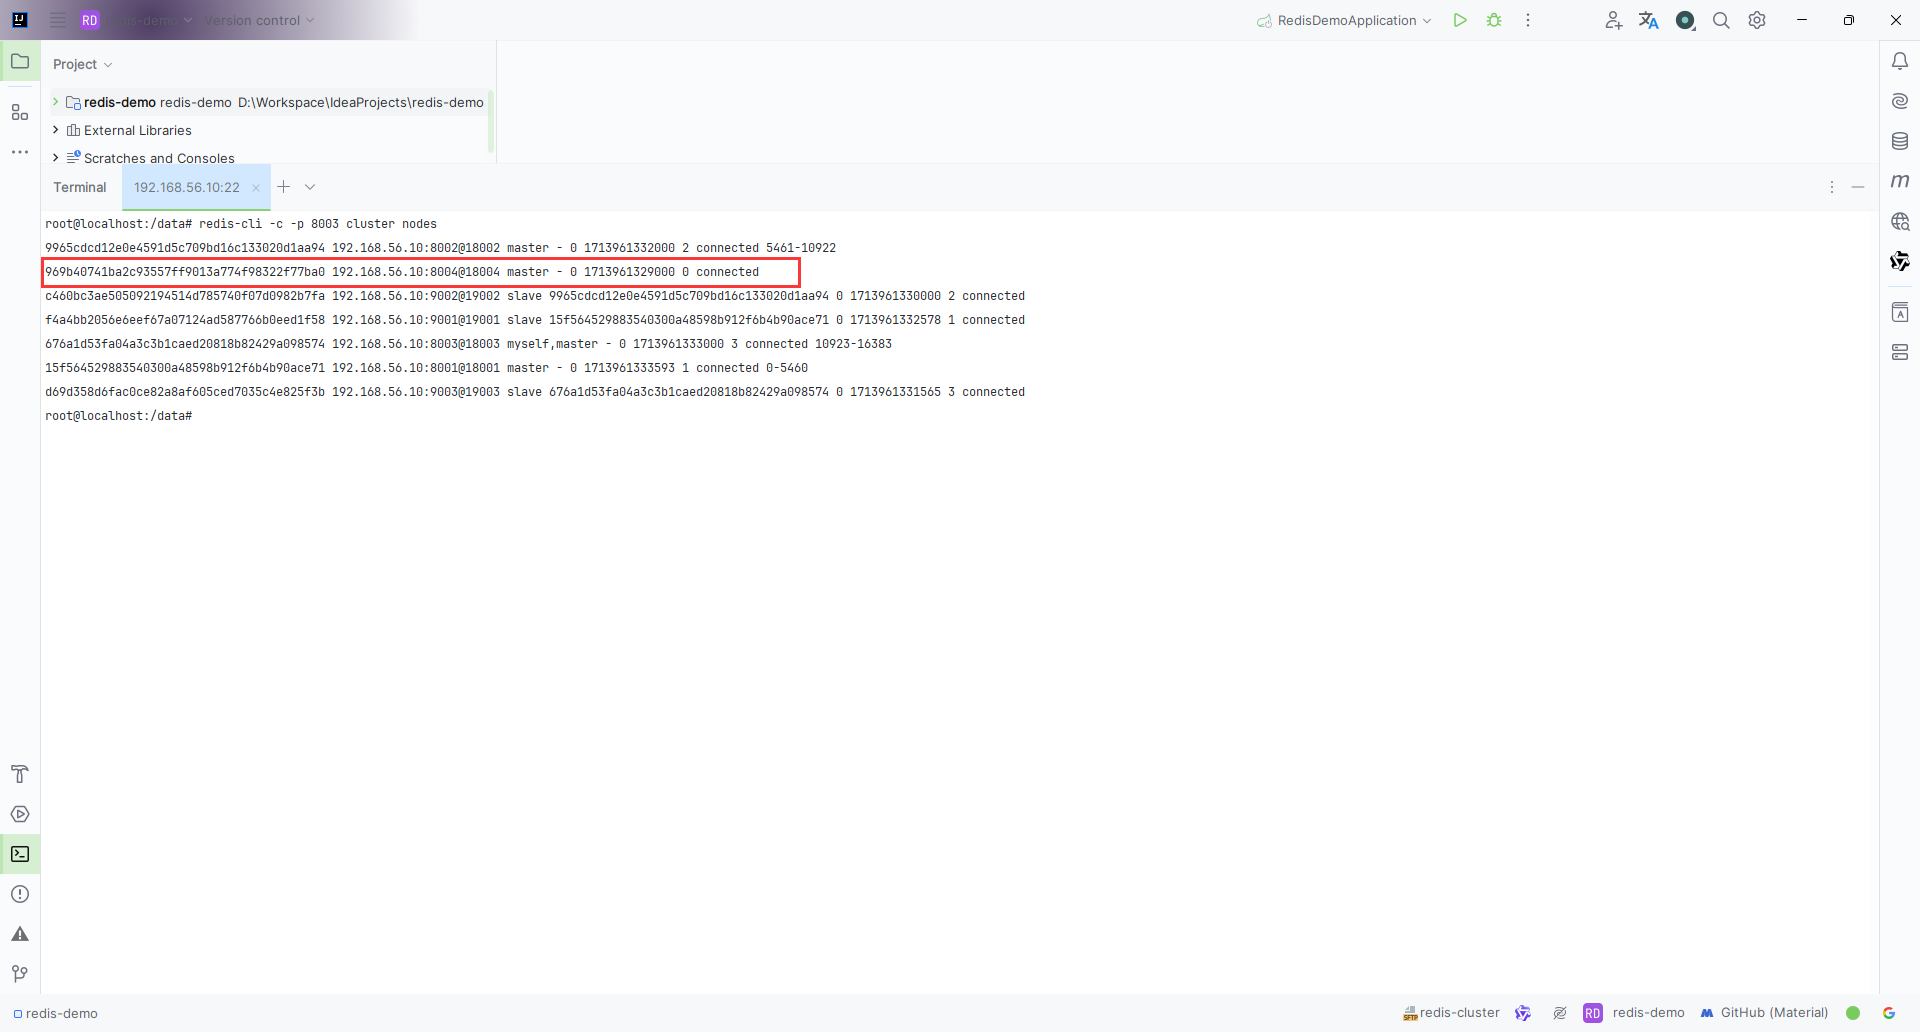 RD redis-demo Version control
RedisDemoApplication
Project
redis-demo redis-demo D:\Workspace\IdeaProjects\redis-demo
External Libraries
Scratches and Consoles
Terminal 192.168.56.10:22
root@localhost:/data# redis-cli -c -p 8003 cluster nodes
9965cdcd12e0e4591d5c709bd16c133020d1aa94 192.168.56.10:8002@18002 master - 0 1713961332000 2 connected 5461-10922
969b40741ba2c93557ff9013a774f98322f77ba0 192.168.56.10:8004@18004 master - 0 1713961329000 0 connected
c460bc3ae505092194514d785740f07d0982b7fa 192.168.56.10:9002@19002 slave 9965cdcd12e0e4591d5c709bd16c133020d1aa94 0 1713961330000 2 connected
f4a4bb2056e6eef67a07124ad587766b0eed1f58 192.168.56.10:9001@19001 slave 15f564529883540300a48598b912f6b4b90ace71 0 1713961332578 1 connected
676a1d53fa04a3c3b1caed20818b82429a098574 192.168.56.10:8003@18003 myself,master - 0 1713961333000 3 connected 10923-16383
15f564529883540300a48598b912f6b4b90ace71 192.168.56.10:8001@18001 master - 0 1713961333593 1 connected 0-5460
d69d358d6fac0ce82a8af605ced7035c4e825f3b 192.168.56.10:9003@19003 slave 676a1d53fa04a3c3b1caed20818b82429a098574 0 1713961331565 3 connected
root@localhost:/data#
redis-demo
SFTP redis-cluster RD redis-demo GitHub (Material)